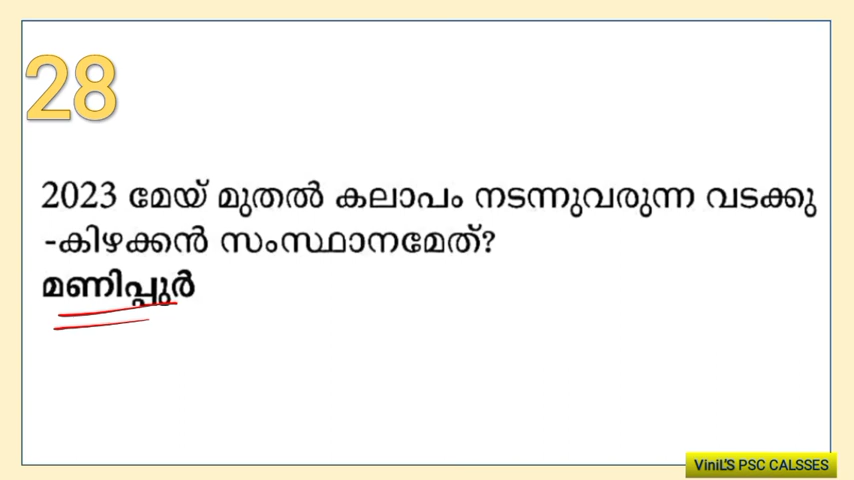 28
2023 മേയ് മുതൽ കലാപം നടന്നുവരുന്ന വടക്കു
-കിഴക്കൻ സംസ്ഥാനമേത്?
മണിപ്പുർ
ViniL'S PSC CALSSES